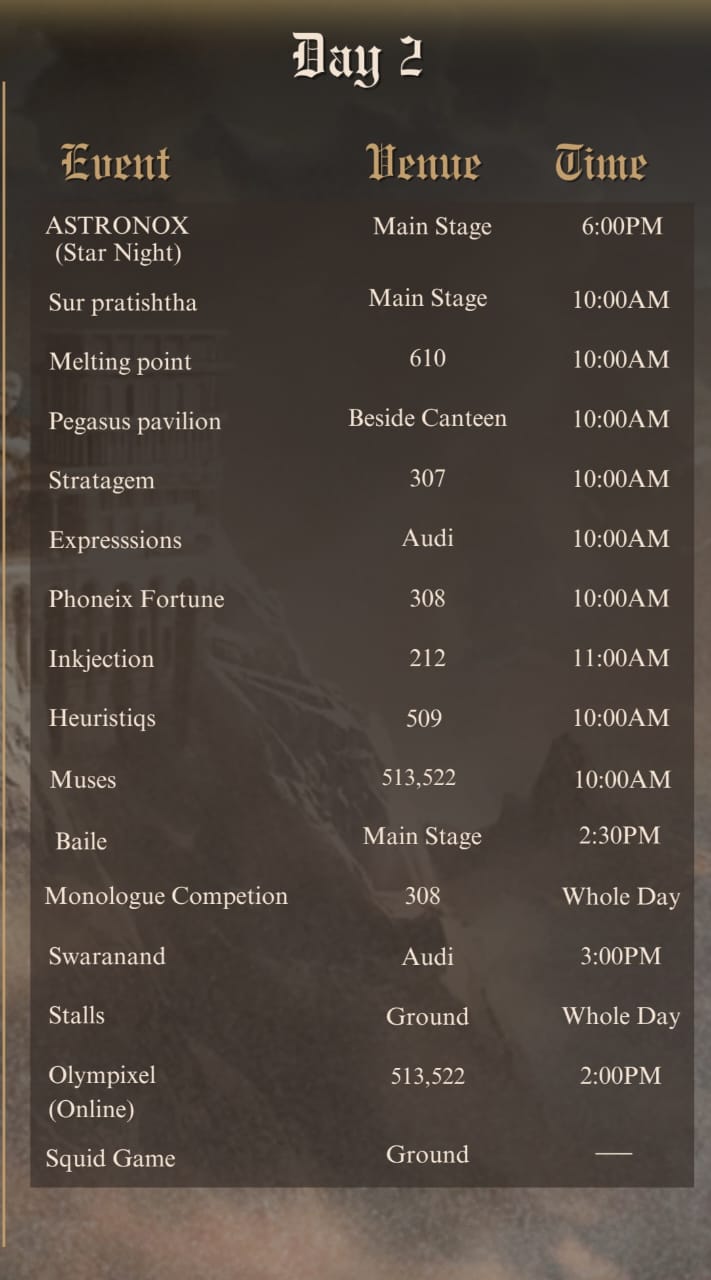 Day 2
Event Venue Time
ASTRONOX Main Stage 6:00PM
(Star Night)
Sur pratishtha Main Stage 10:00AM
Melting point 610 10:00AM
Pegasus pavilion Beside Canteen 10:00AM
Stratagem 307 10:00AM
Expresssions Audi 10:00AM
Phoneix Fortune 308 10:00AM
Inkjection 212 11:00AM
Heuristiqs 509 10:00AM
Muses 513,522 10:00AM
Baile Main Stage 2:30PM
Monologue Competion 308 Whole Day
Swaranand Audi 3:00PM
Stalls Ground Whole Day
Olympixel 513,522 2:00PM
(Online)
Squid Game Ground —